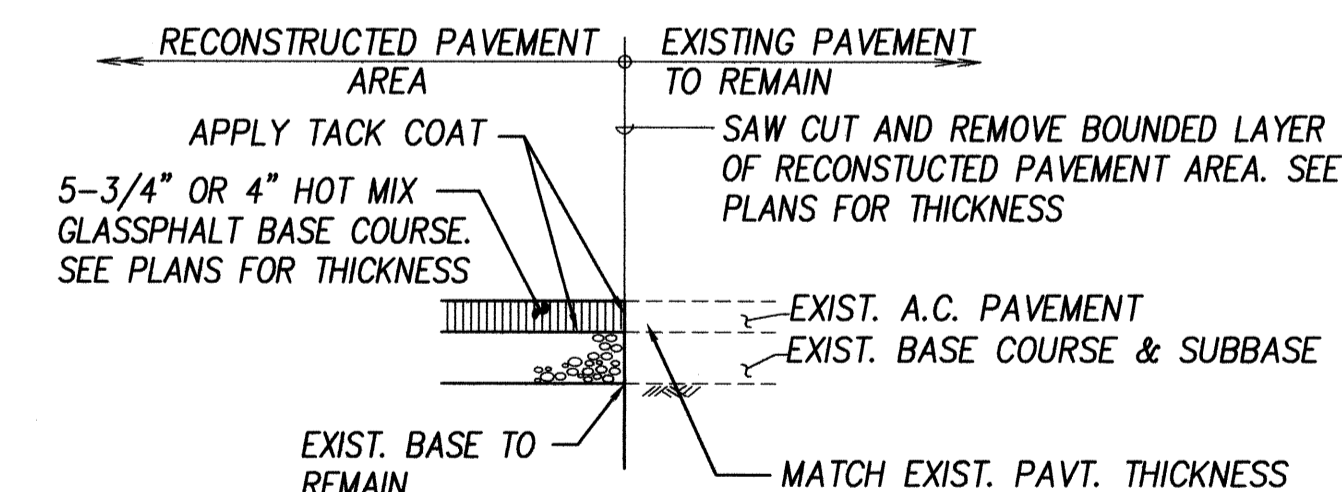 RECONSTRUCTED PAVEMENT
AREA
EXISTING PAVEMENT
TO REMAIN
APPLY TACK COAT
SAW CUT AND REMOVE BOUNDED LAYER
OF RECONSTUCTED PAVEMENT AREA. SEE
PLANS FOR THICKNESS
5-3/4" OR 4" HOT MIX
GLASSPHALT BASE COURSE.
SEE PLANS FOR THICKNESS
EXIST. A.C. PAVEMENT
EXIST. BASE COURSE & SUBBASE
EXIST. BASE TO
REMAIN
MATCH EXIST. PAVT. THICKNESS